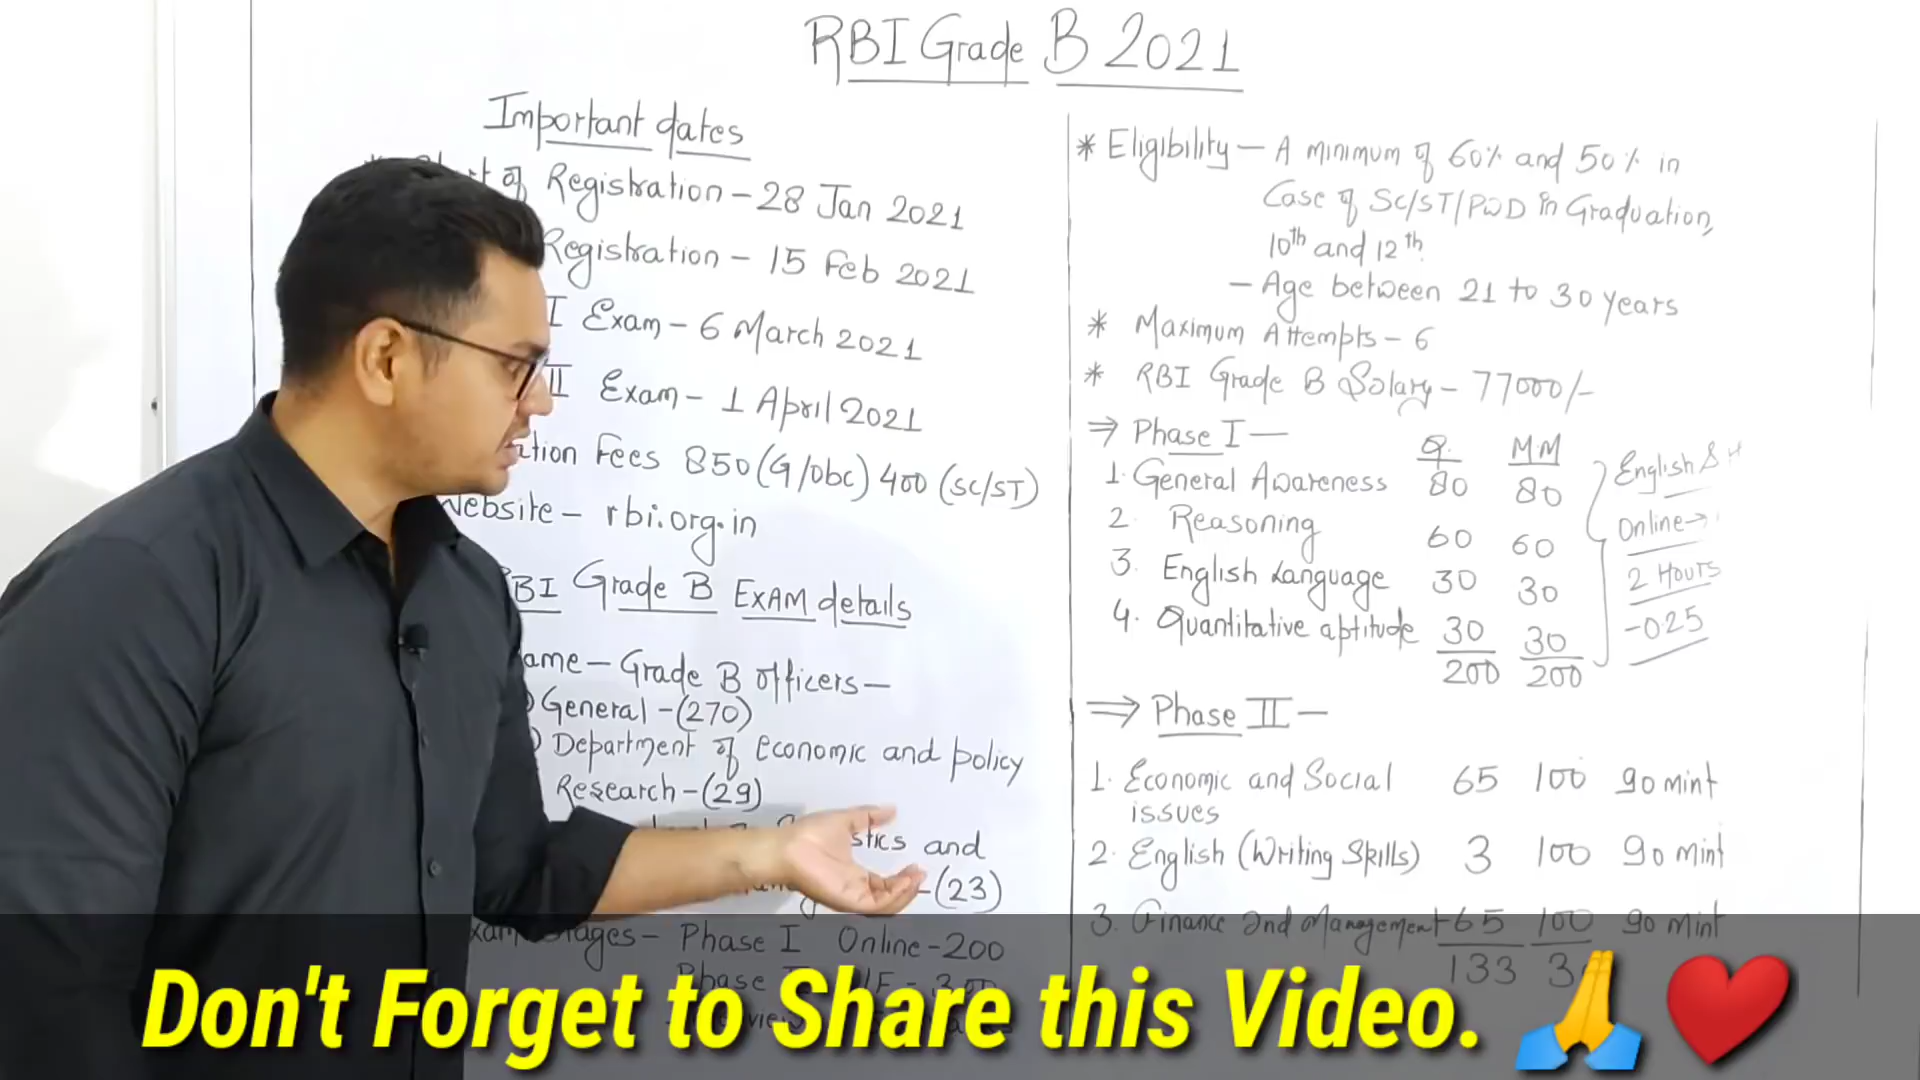 RBI Grade B 2021
Important dates
of Registration - 28 Jan 2021
Registration - 15 Feb 2021
I Exam - 6 March 2021
II Exam - 1 April 2021
Fees 850 (G/obc) 400 (SC/ST)
Website - rbi.org.in
RBI Grade B EXAM details
Grade B officers -
General - (270)
Department of economic and policy
Research - (29)
and
- (23)
Phase I Online - 200
Phase
* Eligibility - A minimum of 60% and 50% in
Case of SC/ST/PWD in Graduation,
10th and 12th.
- Age between 21 to 30 years
* Maximum Attempts - 6
* RBI Grade B Salary - 77000/-
⇒ Phase I -
Q. M.M
1. General Awareness 80 80
2. Reasoning 60 60
3. English Language 30 30
4. Quantitative aptitude 30 30
200 200
English &
Online →
2 Hours
-0.25
⇒ Phase II -
1. Economic and Social 65 100 90 mint
issues
2. English (Writing Skills) 3 100 90 mint
3. Finance and Management 65 100 90 mint
133
Don't Forget to Share this Video. 🙏 ❤️